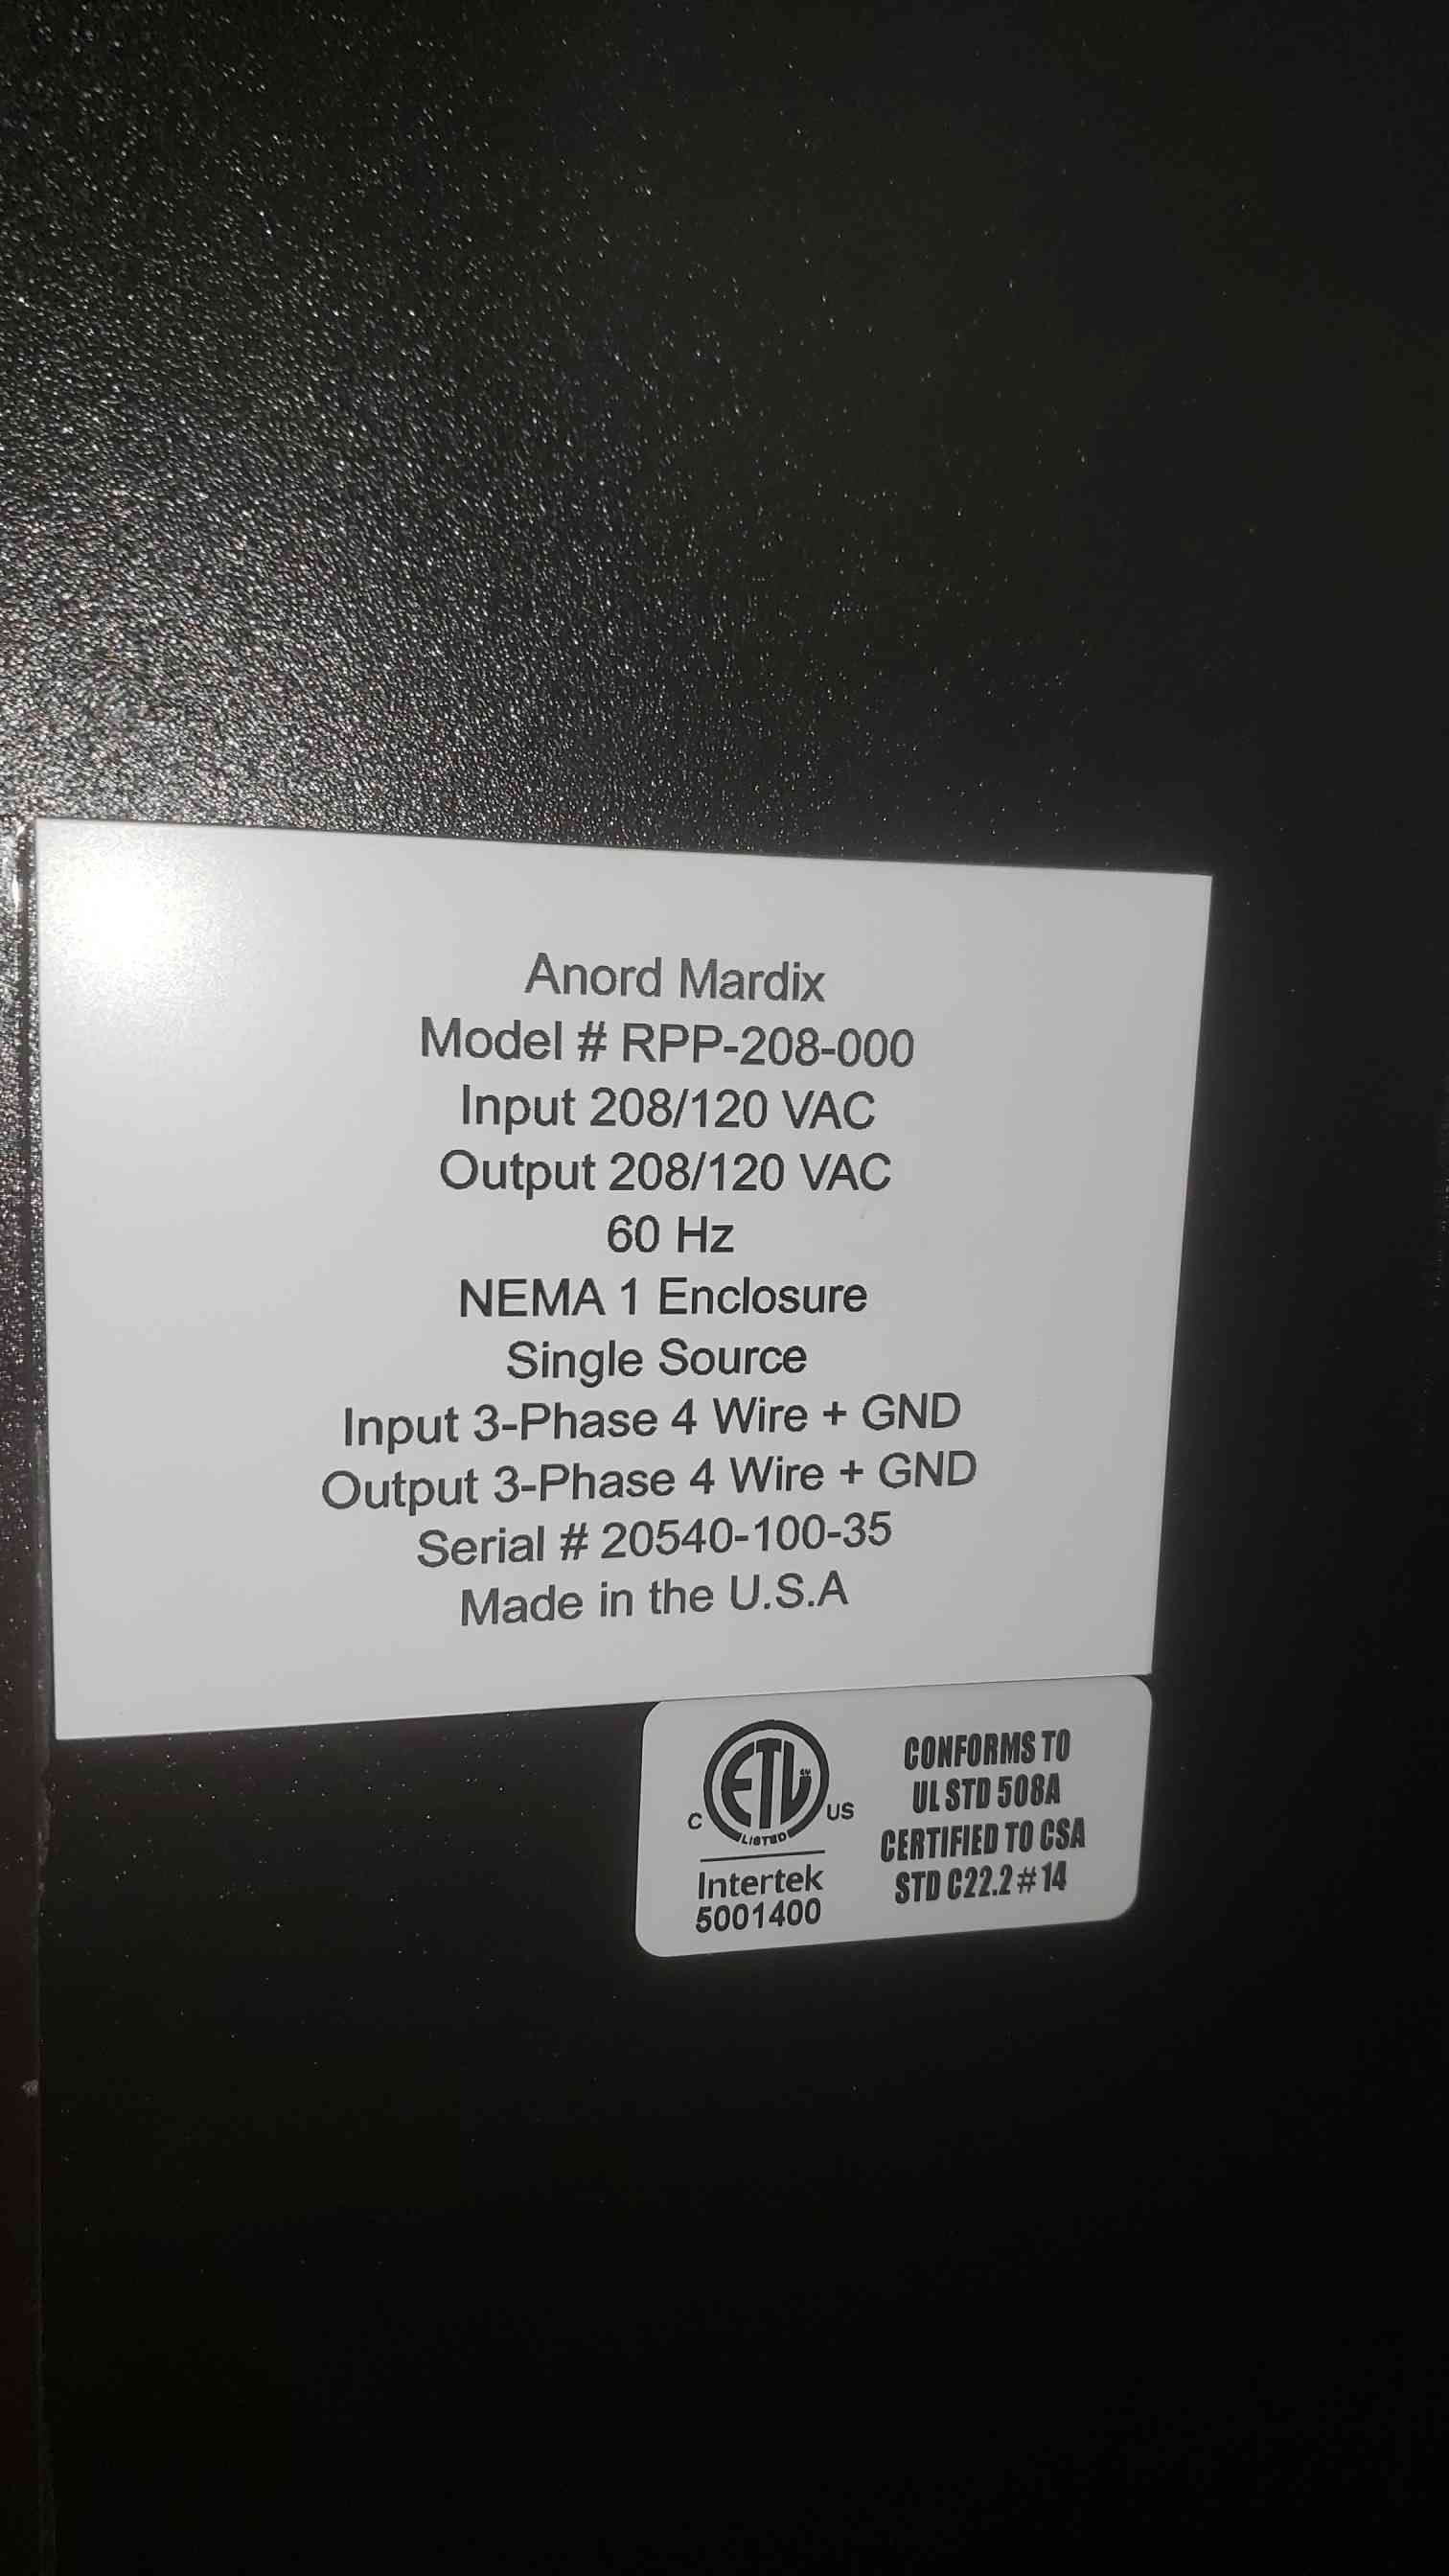 Anord Mardix
Model # RPP-208-000
Input 208/120 VAC
Output 208/120 VAC
60 Hz
NEMA 1 Enclosure
Single Source
Input 3-Phase 4 Wire + GND
Output 3-Phase 4 Wire + GND
Serial # 20540-100-35
Made in the U.S.A
ETL
LISTED
C
US
Intertek
5001400
CONFORMS TO
UL STD 508A
CERTIFIED TO CSA
STD C22.2#14